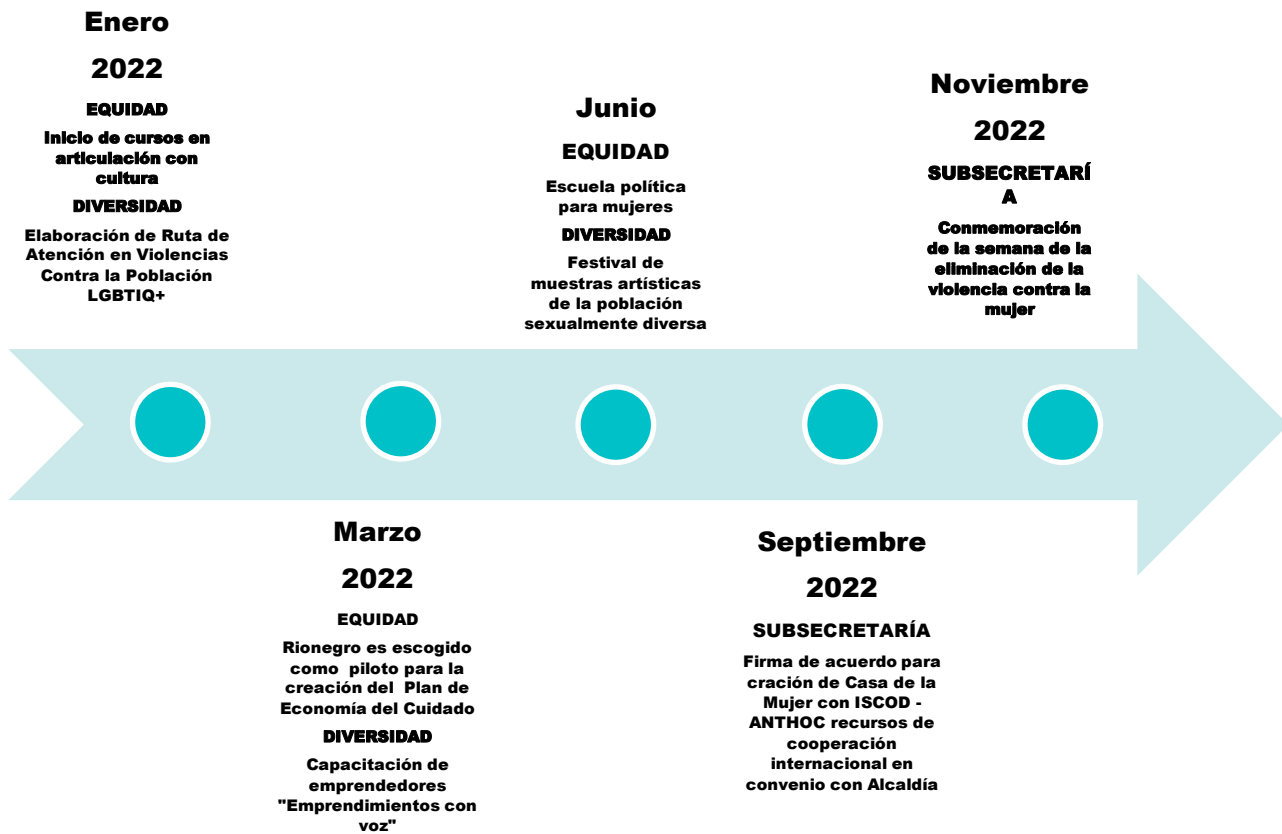 Enero
2022
EQUIDAD
Inicio de cursos en
articulación con
cultura
DIVERSIDAD
Elaboración de Ruta de
Atención en Violencias
Contra la Población
LGBTIQ+
Marzo
2022
EQUIDAD
Rionegro es escogido
como piloto para la
creación del Plan de
Economía del Cuidado
DIVERSIDAD
Capacitación de
emprendedores
"Emprendimientos con
voz"
Junio
EQUIDAD
Escuela política
para mujeres
DIVERSIDAD
Festival de
muestras artísticas
de la población
sexualmente diversa
Septiembre
2022
SUBSECRETARÍA
Firma de acuerdo para
cración de Casa de la
Mujer con ISCOD -
ANTHOC recursos de
cooperación
internacional en
convenio con Alcaldía
Noviembre
2022
SUBSECRETARÍ
A
Conmemoración
de la semana de la
eliminación de la
violencia contra la
mujer